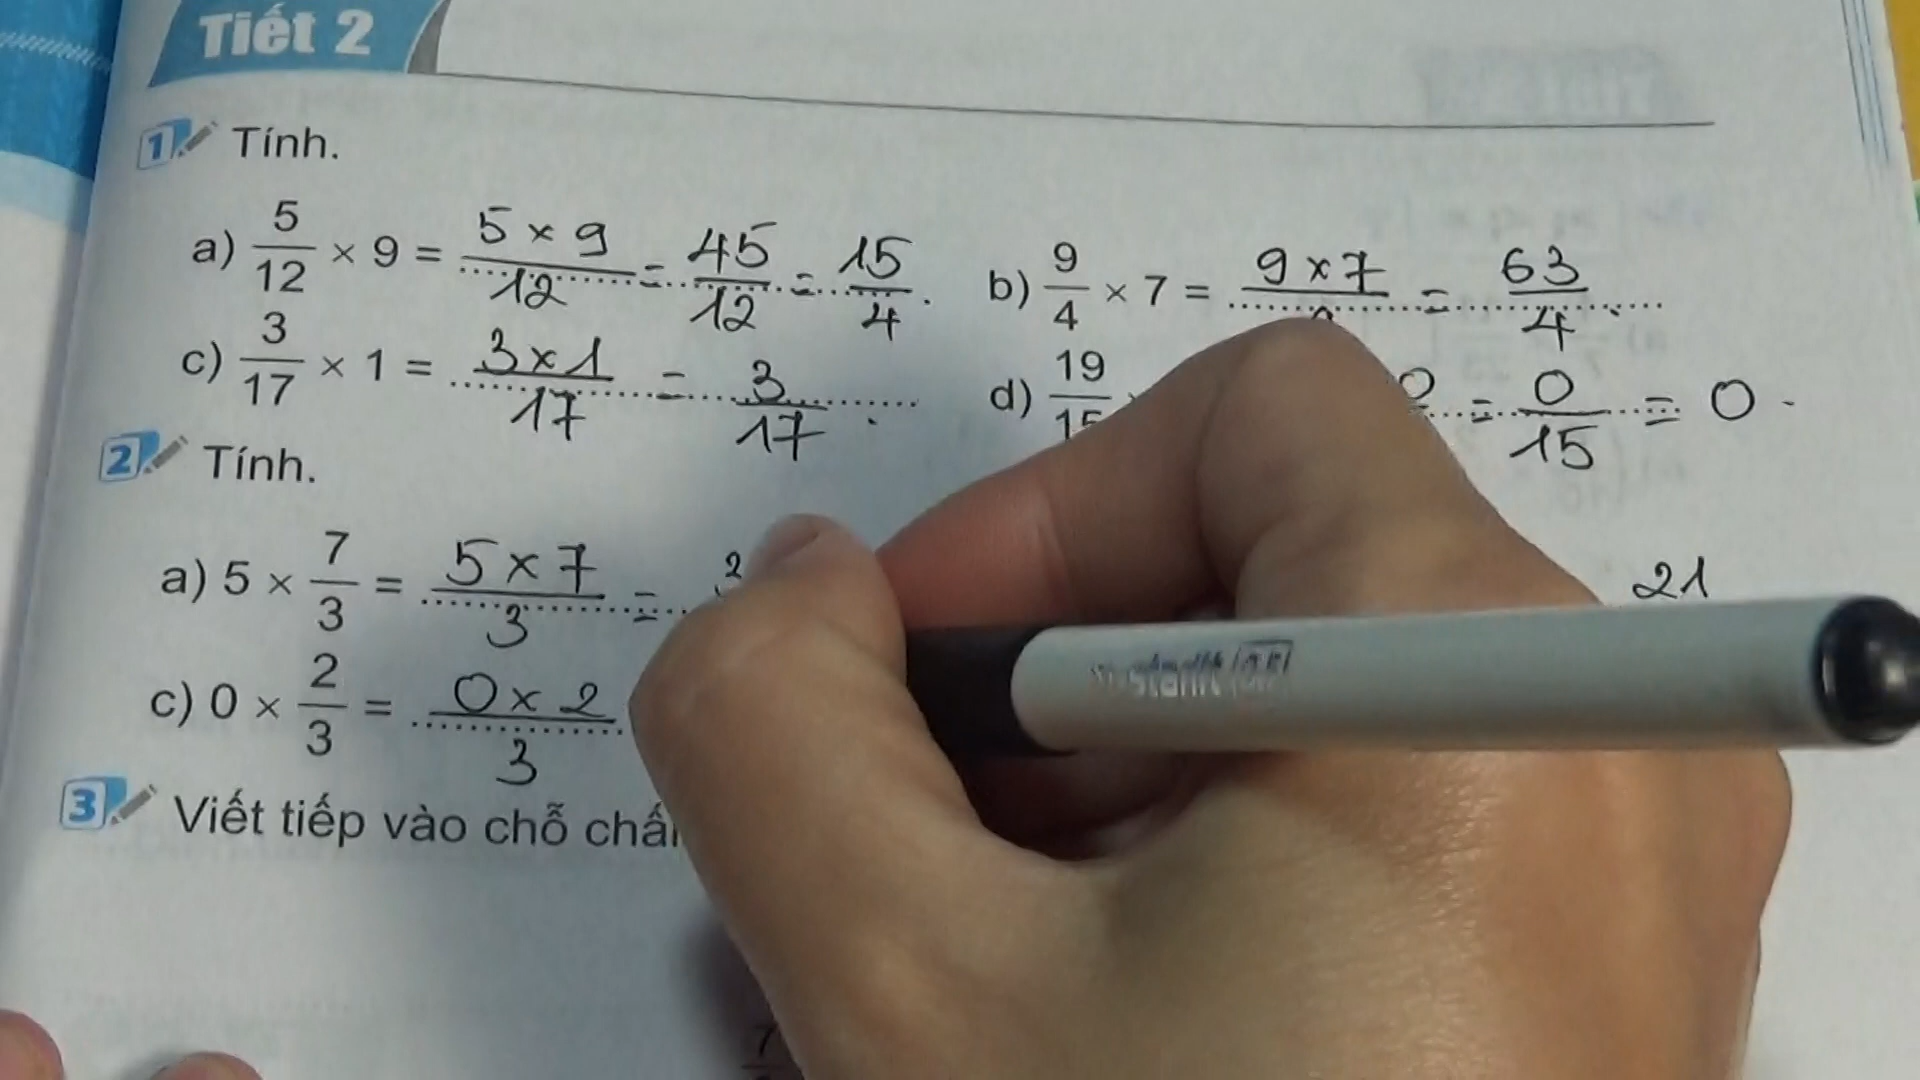 Tiết 2
1 Tính.
a) 5/12 × 9 = 5 × 9/12 = 45/12 = 15/4. b) 9/4 × 7 = 9 × 7 = 63/4.
c) 3/17 × 1 = 3 × 1/17 = 3/17. d) 19/15 0 = 0/15 = 0.
2 Tính.
a) 5 × 7/3 = 5 × 7/3 = 21
c) 0 × 2/3 = 0 × 2/3
3 Viết tiếp vào chỗ